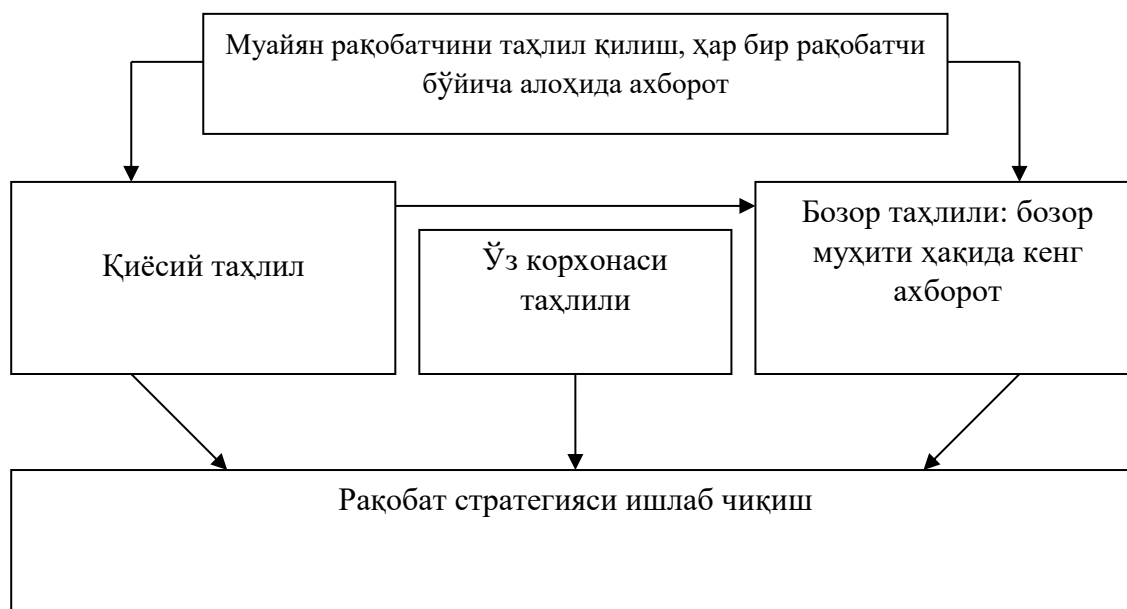 Муайян рақобатчини таҳлил қилиш, ҳар бир рақобатчи
бўйича алоҳида ахборот
Қиёсий таҳлил
Ўз корхонаси
таҳлили
Бозор таҳлили: бозор
муҳити ҳақида кенг
ахборот
Рақобат стратегияси ишлаб чиқиш